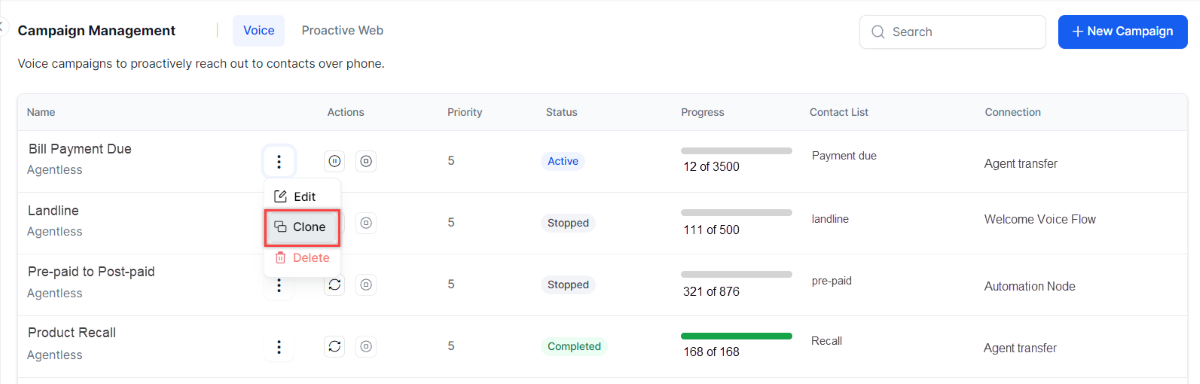 Campaign Management Voice Proactive Web Search + New Campaign
Voice campaigns to proactively reach out to contacts over phone.
Name Actions Priority Status Progress Contact List Connection
Bill Payment Due
Agentless 5 Active 12 of 3500 Payment due Agent transfer
Edit
Landline
Agentless 5 Stopped 111 of 500 landline Welcome Voice Flow
Clone
Delete
Pre-paid to Post-paid
Agentless 5 Stopped 321 of 876 pre-paid Automation Node
Product Recall
Agentless 5 Completed 168 of 168 Recall Agent transfer